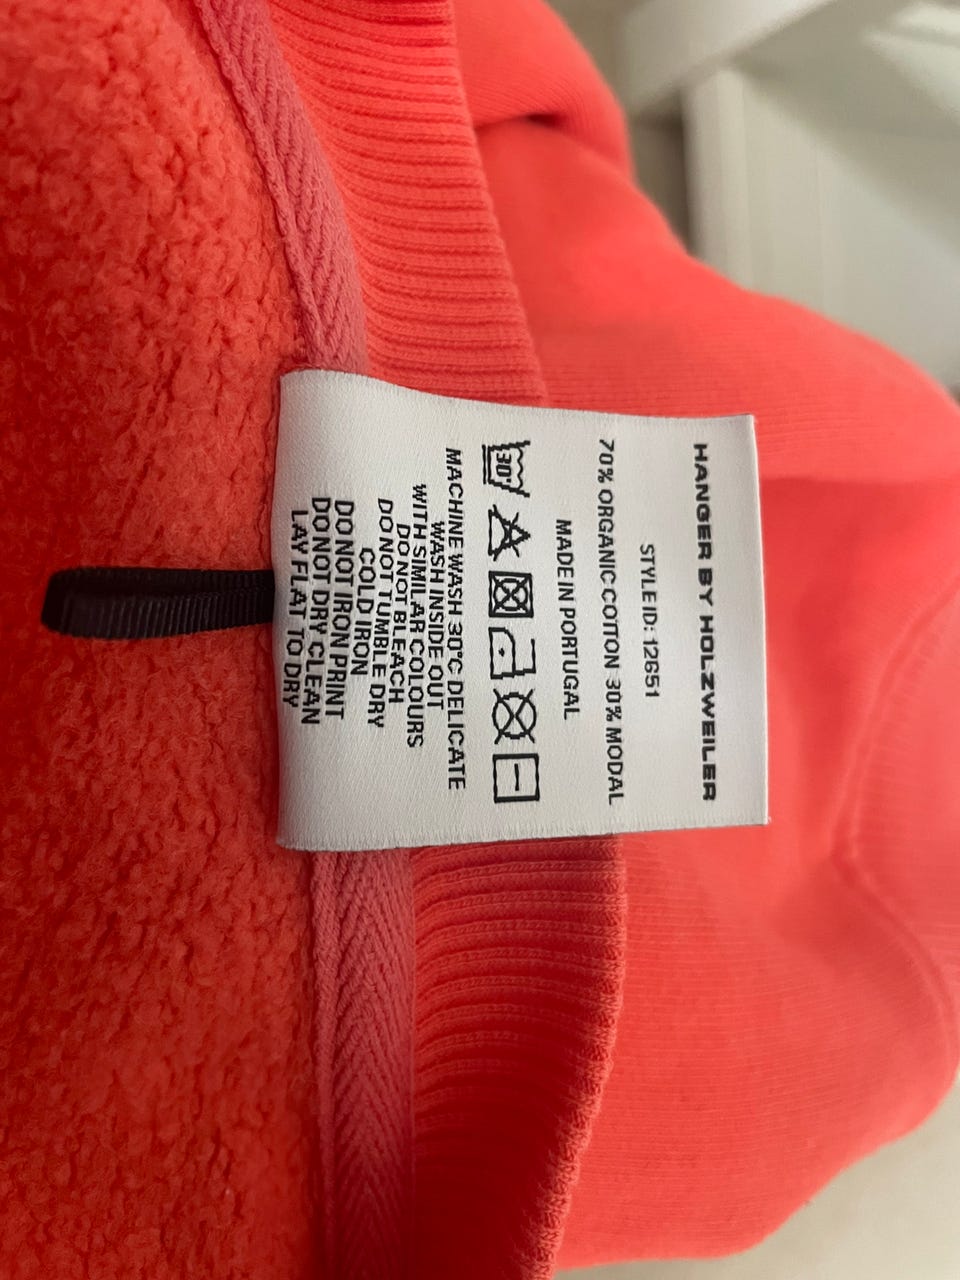 HANGER BY HOLZWEILER
STYLE ID: 12651
70% ORGANIC COTTON 30% MODAL
MADE IN PORTUGAL
30°
MACHINE WASH 30°C DELICATE
WASH INSIDE OUT
WITH SIMILAR COLOURS
DO NOT BLEACH
DO NOT TUMBLE DRY
COLD IRON
DO NOT IRON PRINT
DO NOT DRY CLEAN
LAY FLAT TO DRY